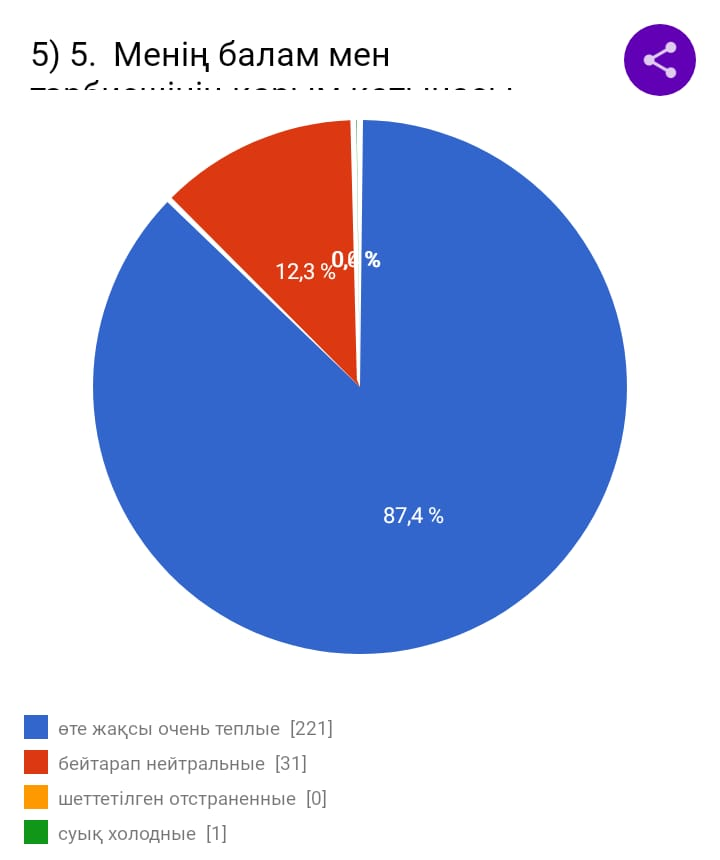 5) 5. Менің балам мен
12,3 %
87,4 %
өте жақсы очень теплые [221]
бейтарап нейтральные [31]
шеттетілген отстраненные [0]
суық холодные [1]